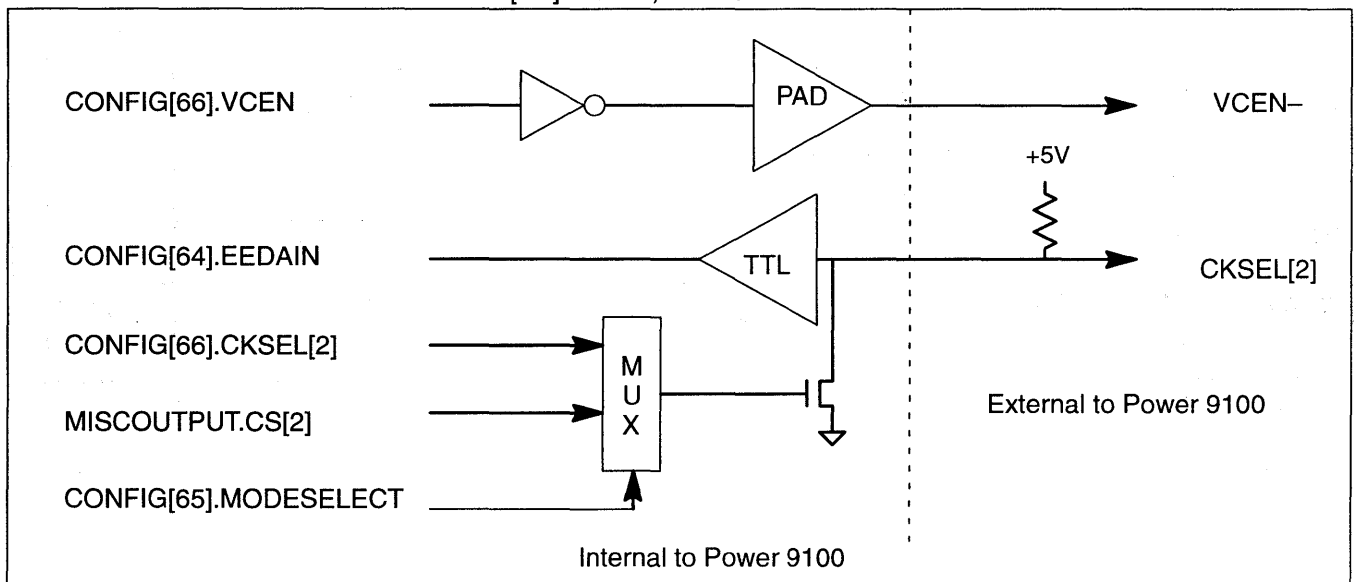 CONFIG[66].VCEN
PAD
VCEN–
+5V
CONFIG[64].EEDAIN
TTL
CKSEL[2]
CONFIG[66].CKSEL[2]
MUX
MISCOUTPUT.CS[2]
External to Power 9100
CONFIG[65].MODESELECT
Internal to Power 9100